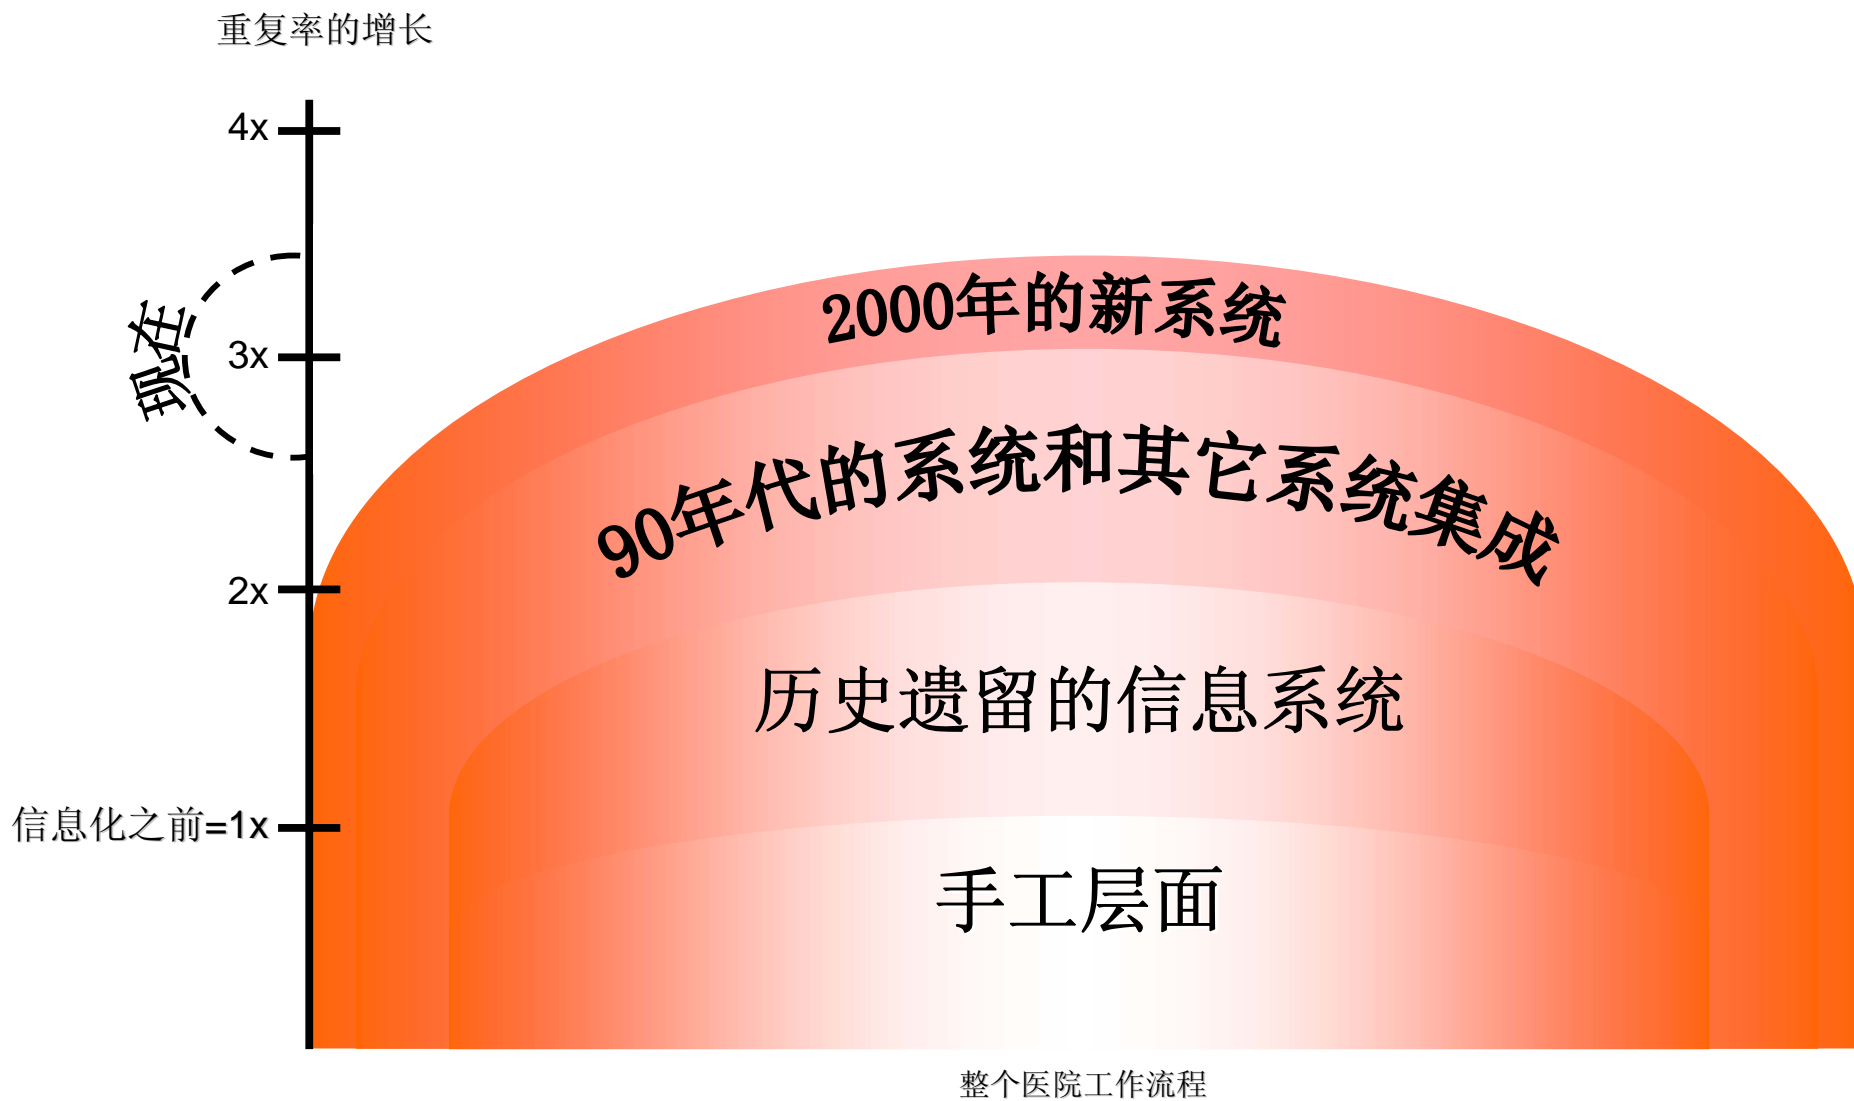 重复率的增长
4x
2000年的新系统
现在
3x
90年代的系统和其它系统集成
2x
历史遗留的信息系统
信息化之前=1x
手工层面
整个医院工作流程